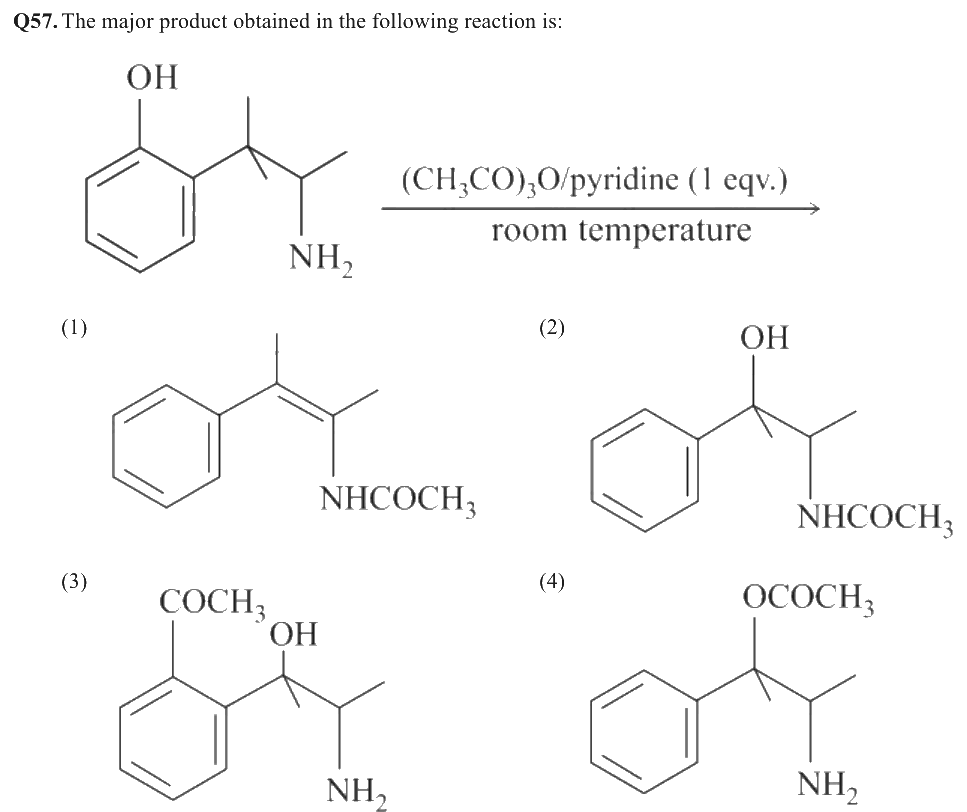 Q57. The major product obtained in the following reaction is:
OH
(CH₃CO)₃O/pyridine (1 eqv.)
room temperature
NH₂
(1)
(2)
OH
NHCOCH₃
NHCOCH₃
(3)
(4)
COCH₃
OCOCH₃
OH
NH₂
NH₂